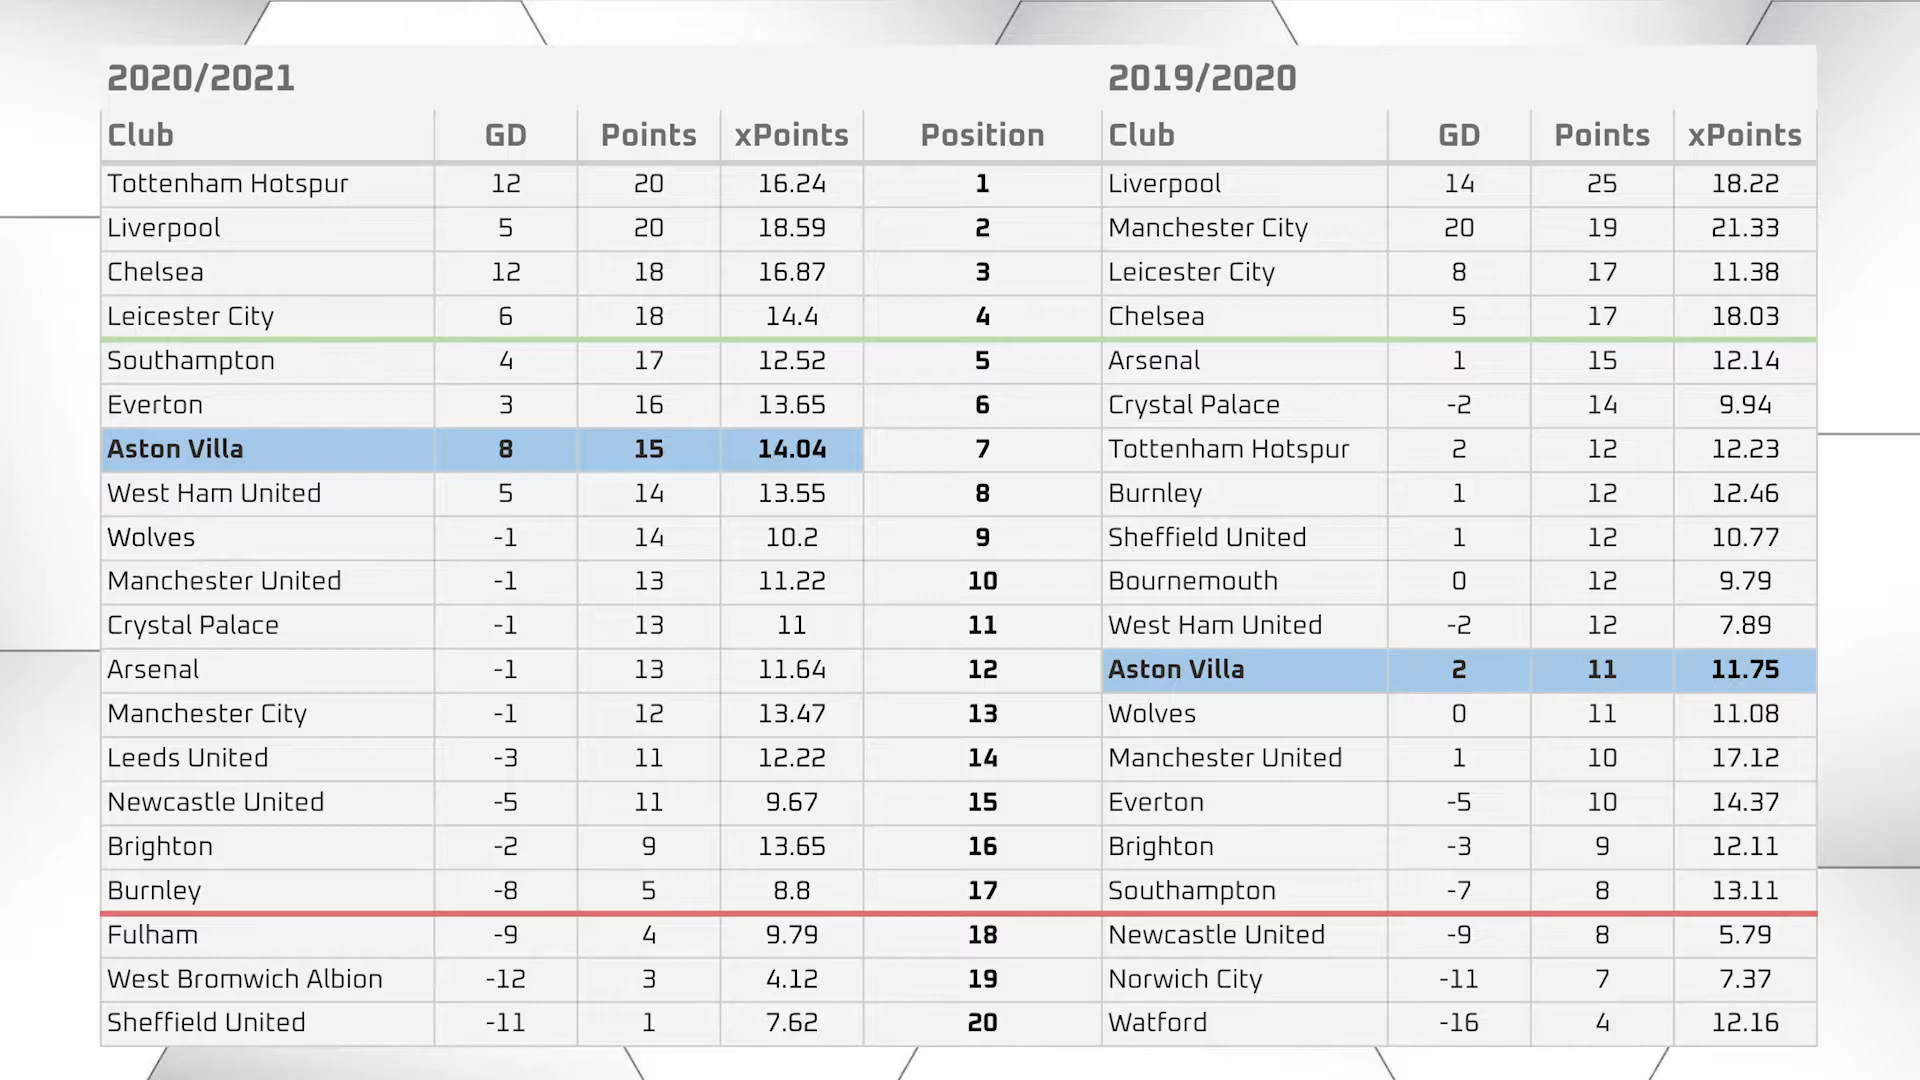 2020/2021 2019/2020
Club GD Points xPoints Position Club GD Points xPoints
Tottenham Hotspur 12 20 16.24 1 Liverpool 14 25 18.22
Liverpool 5 20 18.59 2 Manchester City 20 19 21.33
Chelsea 12 18 16.87 3 Leicester City 8 17 11.38
Leicester City 6 18 14.4 4 Chelsea 5 17 18.03
Southampton 4 17 12.52 5 Arsenal 1 15 12.14
Everton 3 16 13.65 6 Crystal Palace -2 14 9.94
Aston Villa 8 15 14.04 7 Tottenham Hotspur 2 12 12.23
West Ham United 5 14 13.55 8 Burnley 1 12 12.46
Wolves -1 14 10.2 9 Sheffield United 1 12 10.77
Manchester United -1 13 11.22 10 Bournemouth 0 12 9.79
Crystal Palace -1 13 11 11 West Ham United -2 12 7.89
Arsenal -1 13 11.64 12 Aston Villa 2 11 11.75
Manchester City -1 12 13.47 13 Wolves 0 11 11.08
Leeds United -3 11 12.22 14 Manchester United 1 10 17.12
Newcastle United -5 11 9.67 15 Everton -5 10 14.37
Brighton -2 9 13.65 16 Brighton -3 9 12.11
Burnley -8 5 8.8 17 Southampton -7 8 13.11
Fulham -9 4 9.79 18 Newcastle United -9 8 5.79
West Bromwich Albion -12 3 4.12 19 Norwich City -11 7 7.37
Sheffield United -11 1 7.62 20 Watford -16 4 12.16